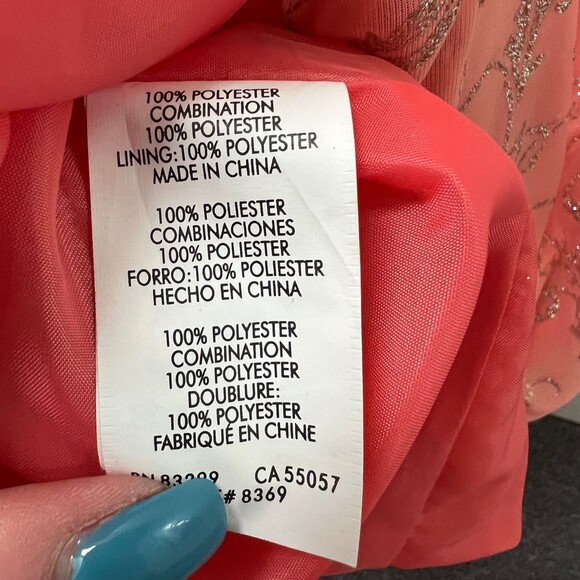 100% POLYESTER
COMBINATION
100% POLYESTER
LINING:100% POLYESTER
MADE IN CHINA
100% POLIESTER
COMBINACIONES
100% POLIESTER
FORRO:100% POLIESTER
HECHO EN CHINA
100% POLYESTER
COMBINATION
100% POLYESTER
DOUBLURE:
100% POLYESTER
FABRIQUÉ EN CHINE
CA 55057
# 8369